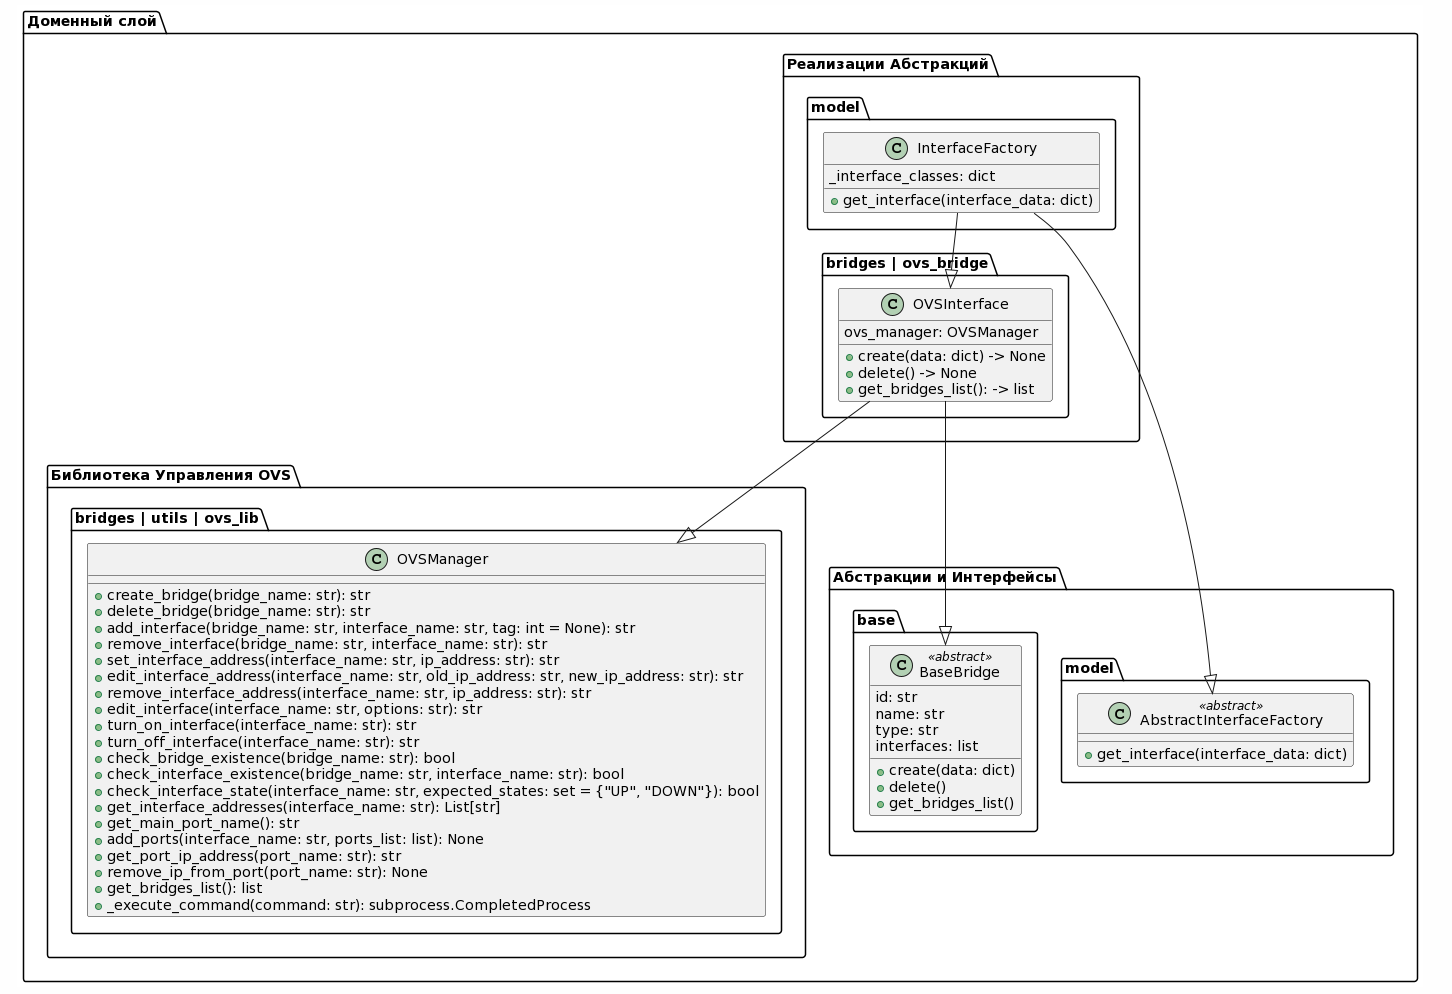 Доменный слой
Реализации Абстракций
model
C InterfaceFactory
_interface_classes: dict
get_interface(interface_data: dict)
bridges | ovs_bridge
C OVSInterface
ovs_manager: OVSManager
create(data: dict) -> None
delete() -> None
get_bridges_list(): -> list
Библиотека Управления OVS
bridges | utils | ovs_lib
C OVSManager
create_bridge(bridge_name: str): str
delete_bridge(bridge_name: str): str
add_interface(bridge_name: str, interface_name: str, tag: int = None): str
remove_interface(bridge_name: str, interface_name: str): str
set_interface_address(interface_name: str, ip_address: str): str
edit_interface_address(interface_name: str, old_ip_address: str, new_ip_address: str): str
remove_interface_address(interface_name: str, ip_address: str): str
edit_interface(interface_name: str, options: str): str
turn_on_interface(interface_name: str): str
turn_off_interface(interface_name: str): str
check_bridge_existence(bridge_name: str): bool
check_interface_existence(bridge_name: str, interface_name: str): bool
check_interface_state(interface_name: str, expected_states: set = {"UP", "DOWN"}): bool
get_interface_addresses(interface_name: str): List[str]
get_main_port_name(): str
add_ports(interface_name: str, ports_list: list): None
get_port_ip_address(port_name: str): str
remove_ip_from_port(port_name: str): None
get_bridges_list(): list
_execute_command(command: str): subprocess.CompletedProcess
Абстракции и Интерфейсы
base
«abstract»
C BaseBridge
id: str
name: str
type: str
interfaces: list
create(data: dict)
delete()
get_bridges_list()
model
«abstract»
C AbstractInterfaceFactory
get_interface(interface_data: dict)